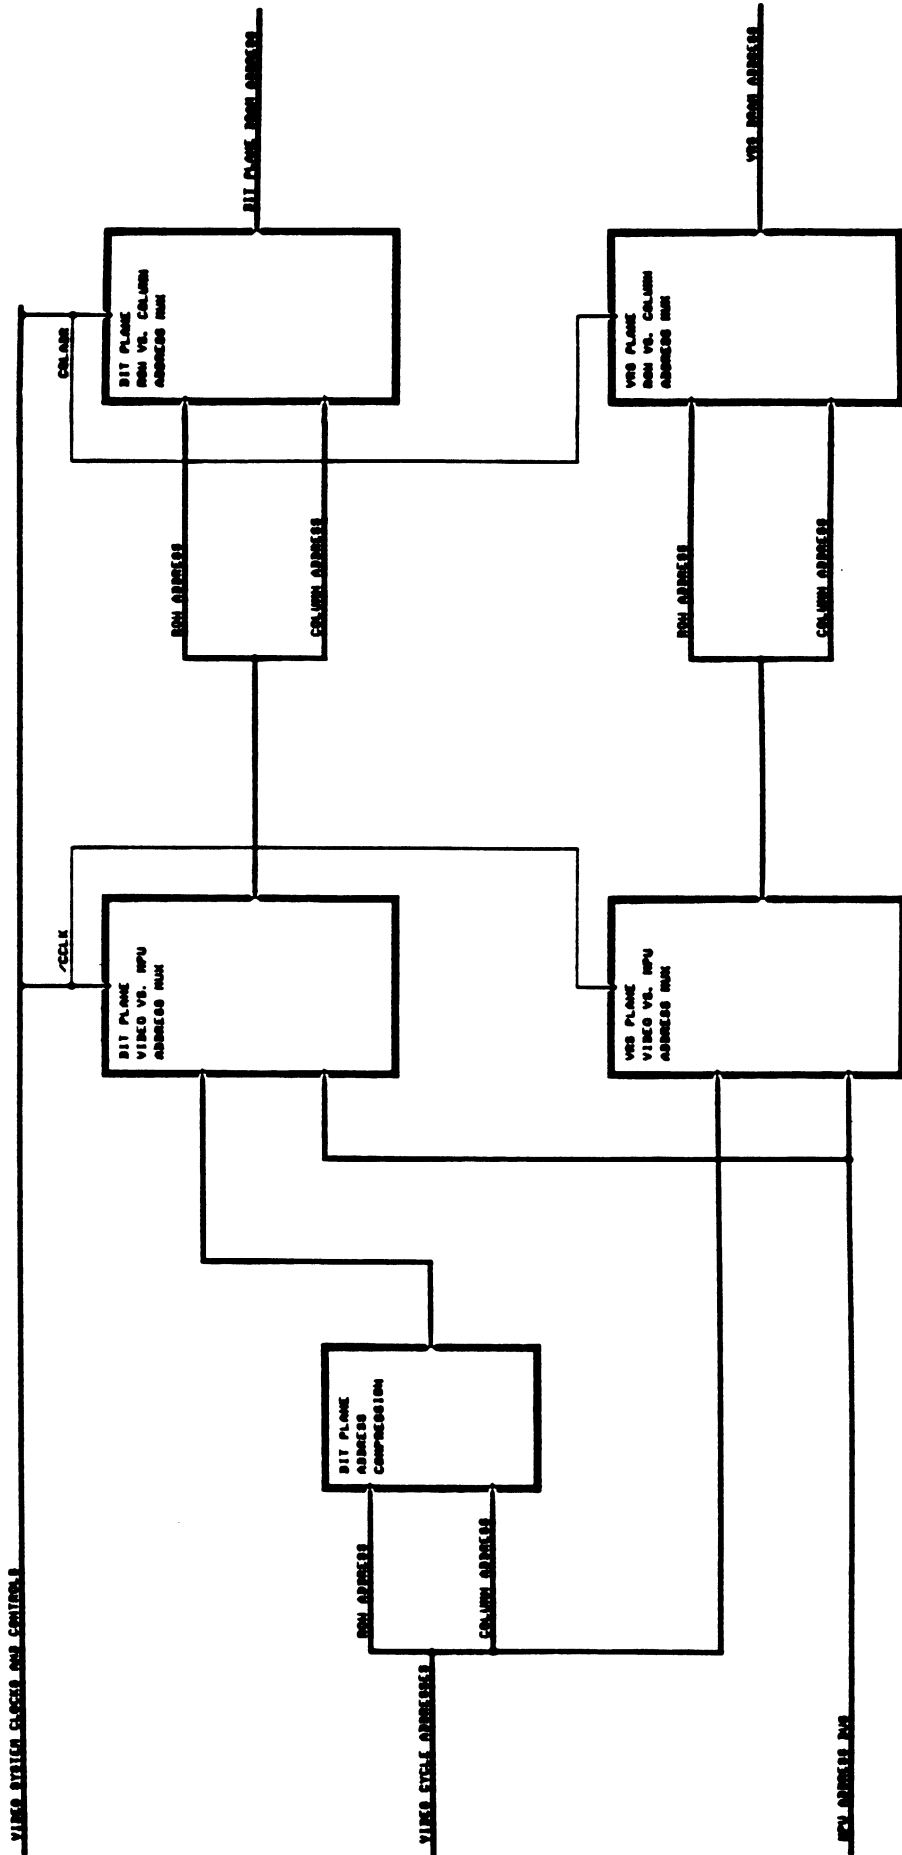 VIDEO SYSTEM CLOCKS AND CONTROLS
COLADR
/CCLK
BIT PLANE DRAM ADDRESS
BIT PLANE
ROW VS. COLUMN
ADDRESS MUX
ROW ADDRESS
COLUMN ADDRESS
BIT PLANE
VIDEO VS. MPU
ADDRESS MUX
BIT PLANE
ADDRESS
COMPRESSION
ROW ADDRESS
COLUMN ADDRESS
VIDEO CYCLE ADDRESSES
VRS DRAM ADDRESS
VRS PLANE
ROW VS. COLUMN
ADDRESS MUX
ROW ADDRESS
COLUMN ADDRESS
VRS PLANE
VIDEO VS. MPU
ADDRESS MUX
MPU ADDRESS BUS